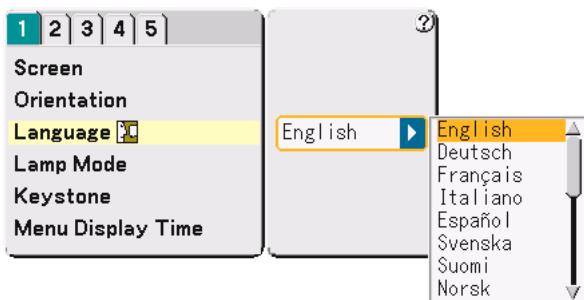 1 2 3 4 5
?
Screen
Orientation
Language
Lamp Mode
Keystone
Menu Display Time
English
English
Deutsch
Français
Italiano
Español
Svenska
Suomi
Norsk